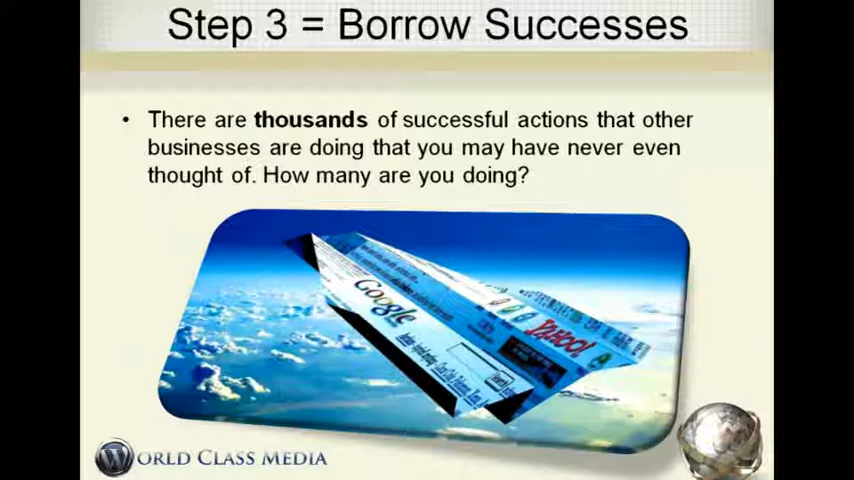 Step 3 = Borrow Successes
• There are thousands of successful actions that other
businesses are doing that you may have never even
thought of. How many are you doing?
Google
YAHOO!
WORLD CLASS MEDIA